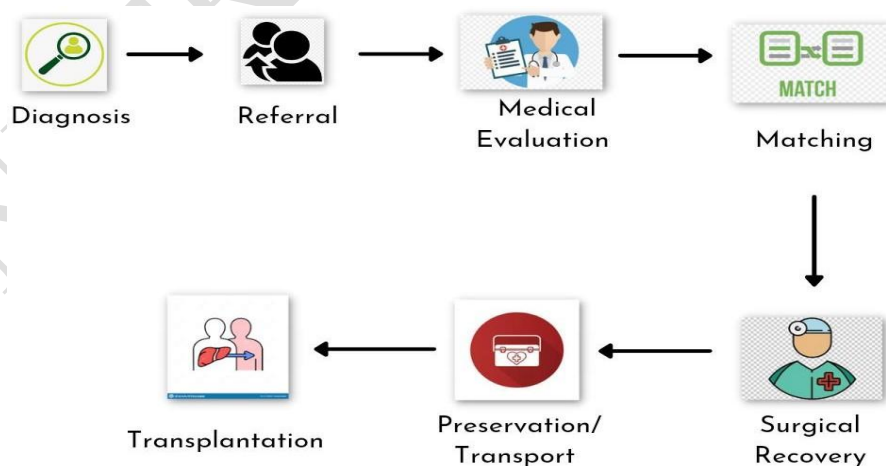 Diagnosis
Referral
Medical
Evaluation
MATCH
Matching
Transplantation
Preservation/
Transport
Surgical
Recovery